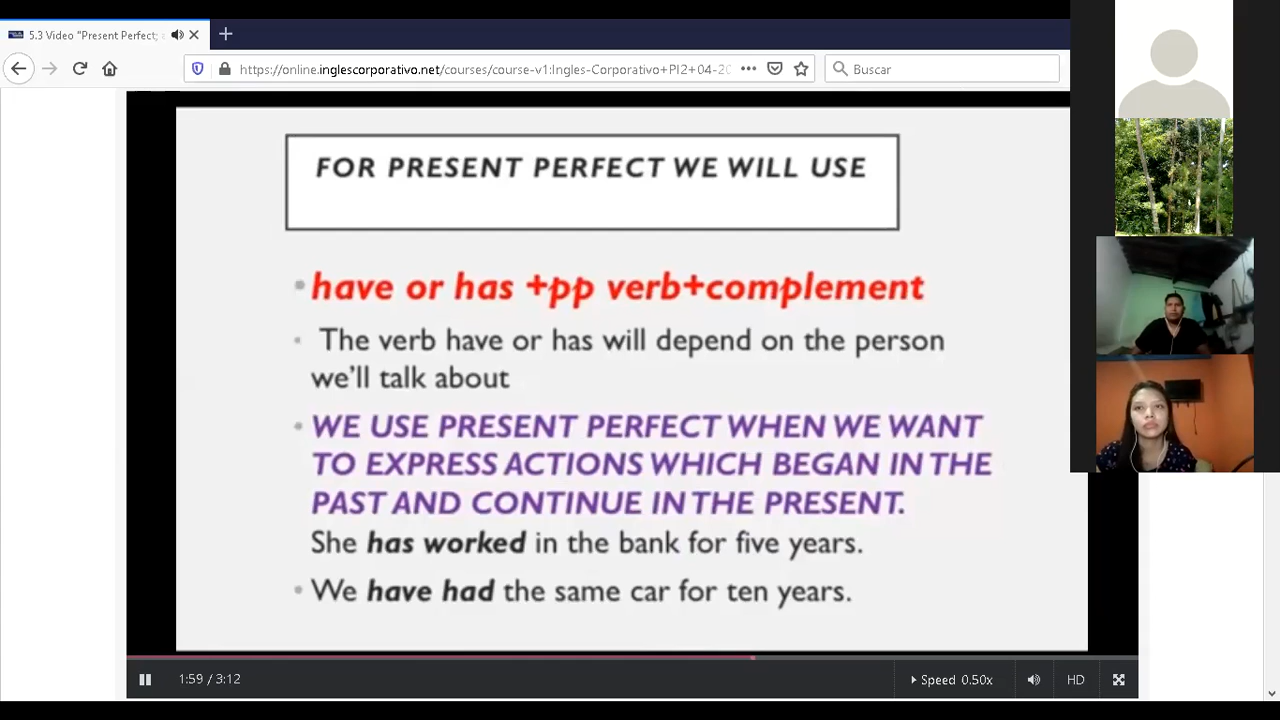 5.3 Video "Present Perfect;
https://online.inglescorporativo.net/courses/course-v1:Ingles-Corporativo+PI2+04-20
Buscar
FOR PRESENT PERFECT WE WILL USE
have or has +pp verb+complement
The verb have or has will depend on the person
we'll talk about
WE USE PRESENT PERFECT WHEN WE WANT
TO EXPRESS ACTIONS WHICH BEGAN IN THE
PAST AND CONTINUE IN THE PRESENT.
She has worked in the bank for five years.
We have had the same car for ten years.
1:59 / 3:12
Speed 0.50x
HD